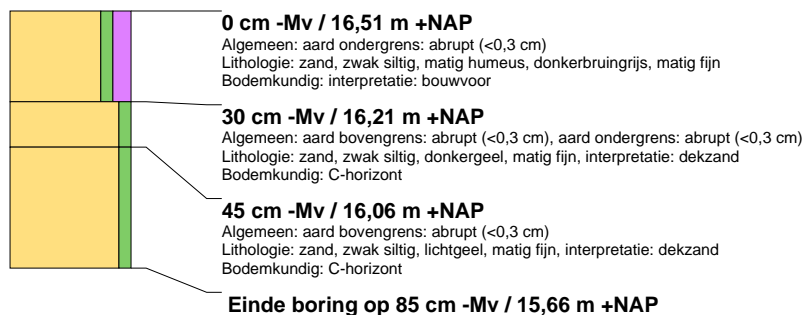 0 cm -Mv / 16,51 m +NAP
Algemeen: aard ondergrens: abrupt (<0,3 cm)
Lithologie: zand, zwak siltig, matig humeus, donkerbruingrijs, matig fijn
Bodemkundig: interpretatie: bouwvoor
30 cm -Mv / 16,21 m +NAP
Algemeen: aard bovengrens: abrupt (<0,3 cm), aard ondergrens: abrupt (<0,3 cm)
Lithologie: zand, zwak siltig, donkergeel, matig fijn, interpretatie: dekzand
Bodemkundig: C-horizont
45 cm -Mv / 16,06 m +NAP
Algemeen: aard bovengrens: abrupt (<0,3 cm)
Lithologie: zand, zwak siltig, lichtgeel, matig fijn, interpretatie: dekzand
Bodemkundig: C-horizont
Einde boring op 85 cm -Mv / 15,66 m +NAP